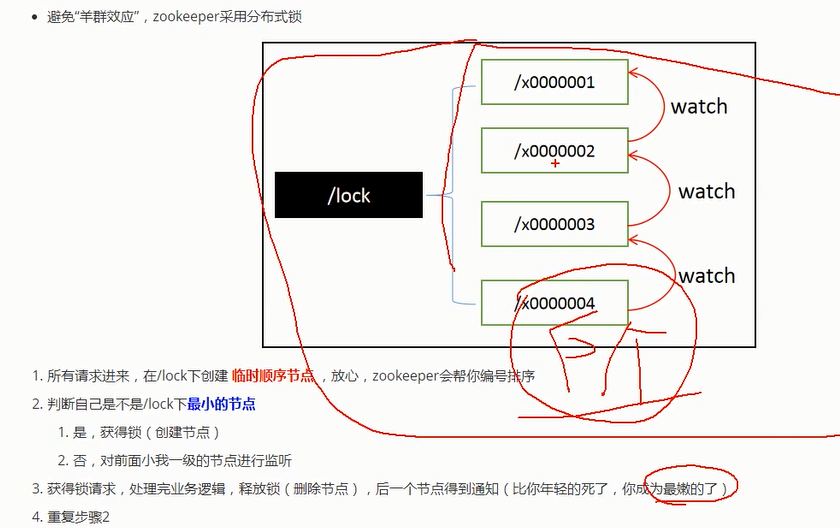 避免“羊群效应”，zookeeper采用分布式锁
/x0000001
watch
/x0000002
/lock
watch
/x0000003
watch
/x0000004
1. 所有请求进来，在/lock下创建 临时顺序节点 ，放心，zookeeper会帮你编号排序
2. 判断自己是不是/lock下最小的节点
1. 是，获得锁（创建节点）
2. 否，对前面小我一级的节点进行监听
3. 获得锁请求，处理完业务逻辑，释放锁（删除节点），后一个节点得到通知（比你年轻的死了，你成为最嫩的了）
4. 重复步骤2